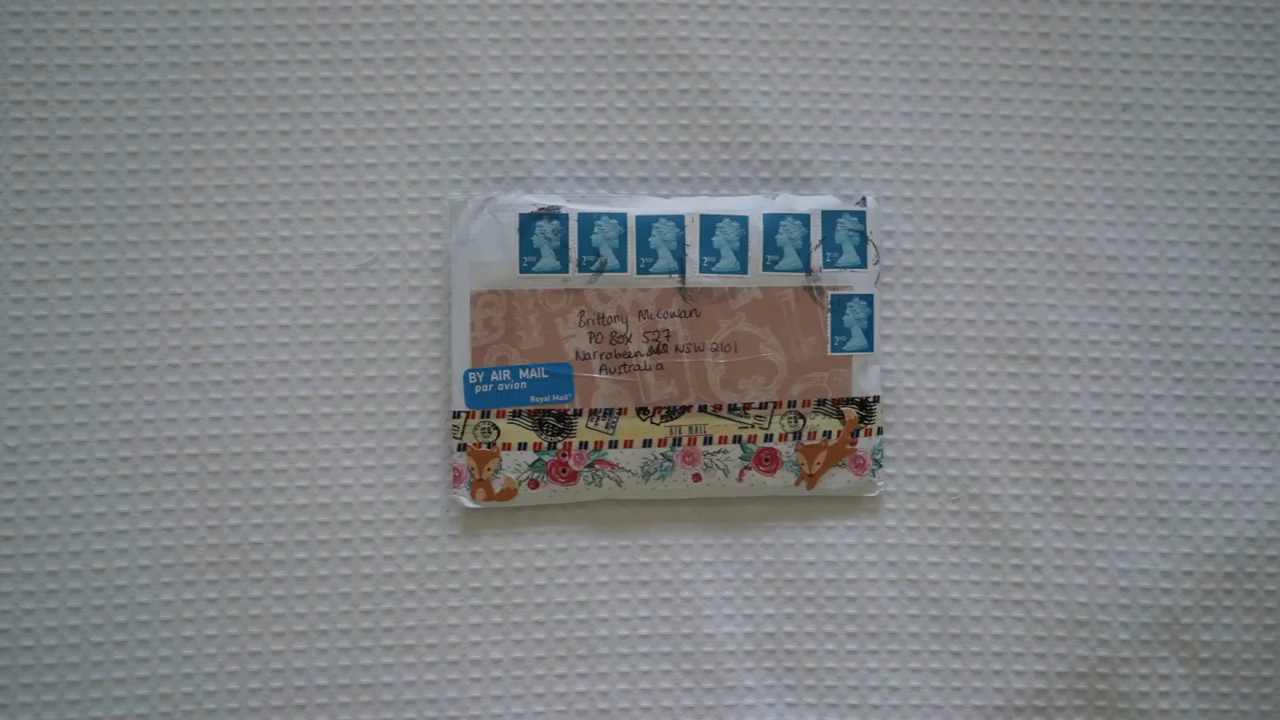 2ND 2ND 2ND 2ND 2ND 2ND
2ND
Brittany McCowan
PO Box 527
Narrabeen NSW 2101
Australia
BY AIR MAIL
par avion
Royal Mail
AIR MAIL